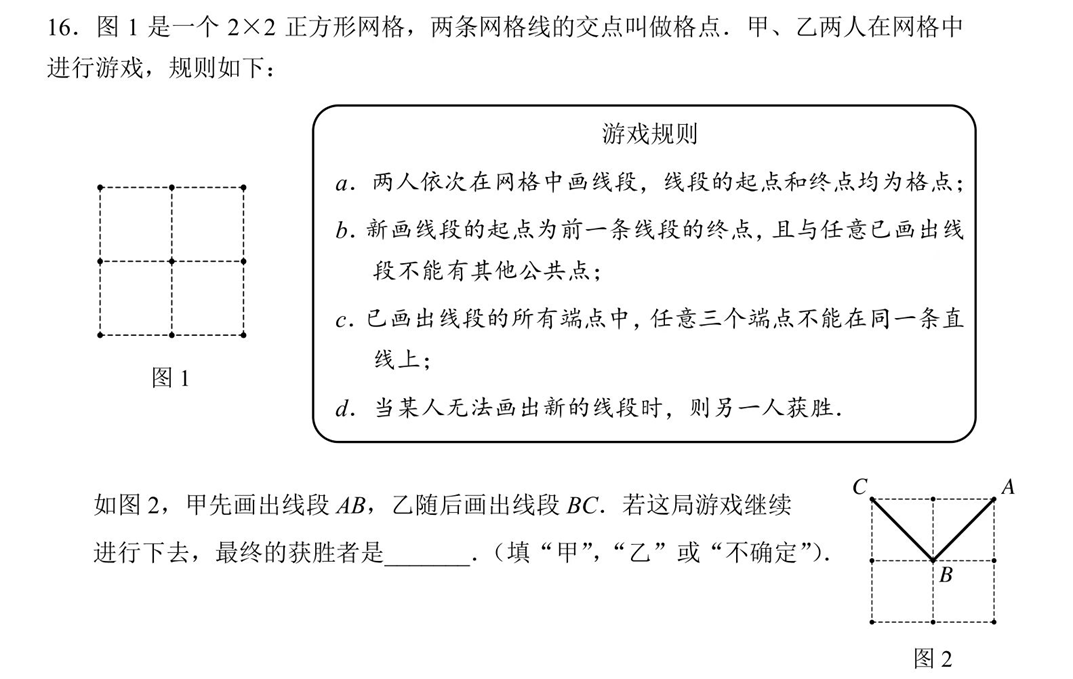 16．图 1 是一个 2×2 正方形网格，两条网格线的交点叫做格点．甲、乙两人在网格中
进行游戏，规则如下：
游戏规则
a．两人依次在网格中画线段，线段的起点和终点均为格点；
b．新画线段的起点为前一条线段的终点，且与任意已画出线
段不能有其他公共点；
c．已画出线段的所有端点中，任意三个端点不能在同一条直
线上；
d．当某人无法画出新的线段时，则另一人获胜．
图 1
如图 2，甲先画出线段 AB，乙随后画出线段 BC．若这局游戏继续
进行下去，最终的获胜者是_______．（填“甲”，“乙”或“不确定”）．
C
A
B
图 2